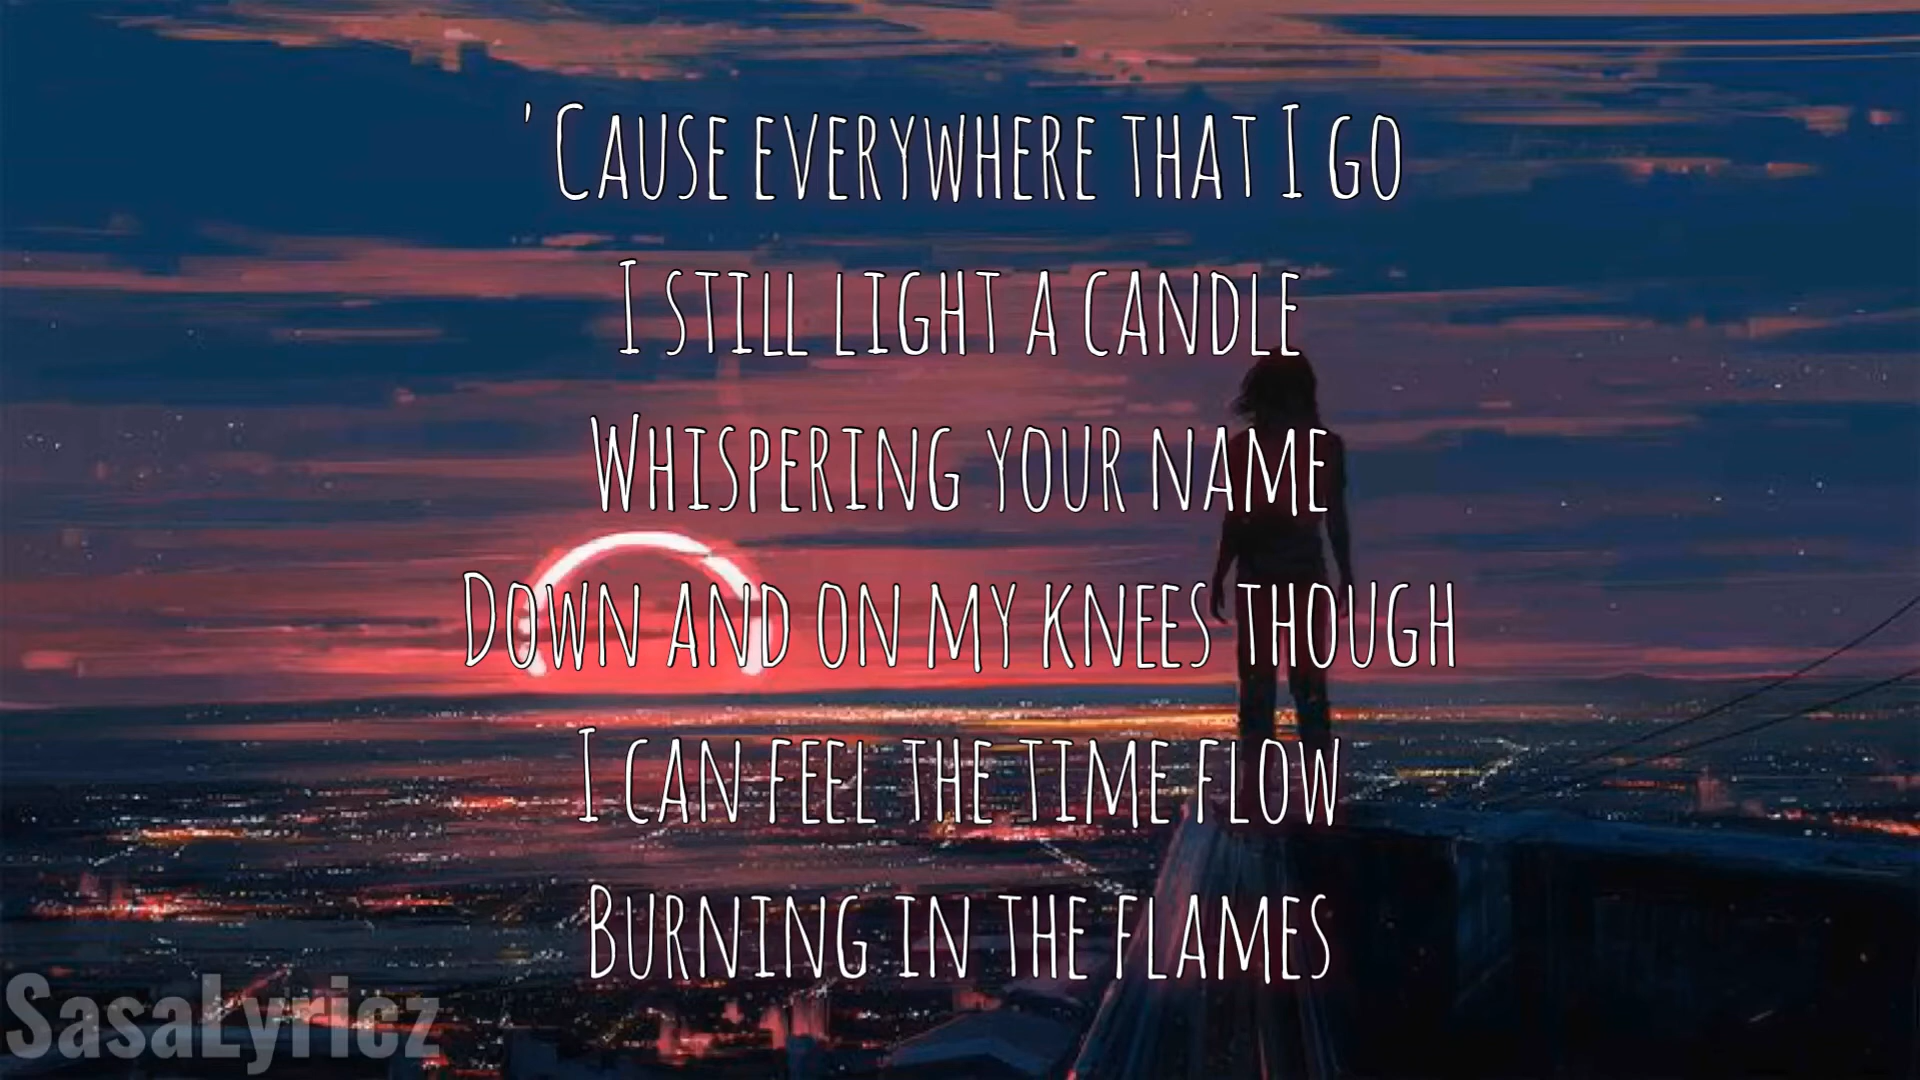 'Cause everywhere that I go
I still light a candle
Whispering your name
Down and on my knees though
I can feel the time flow
Burning in the flames
SasaLyricz